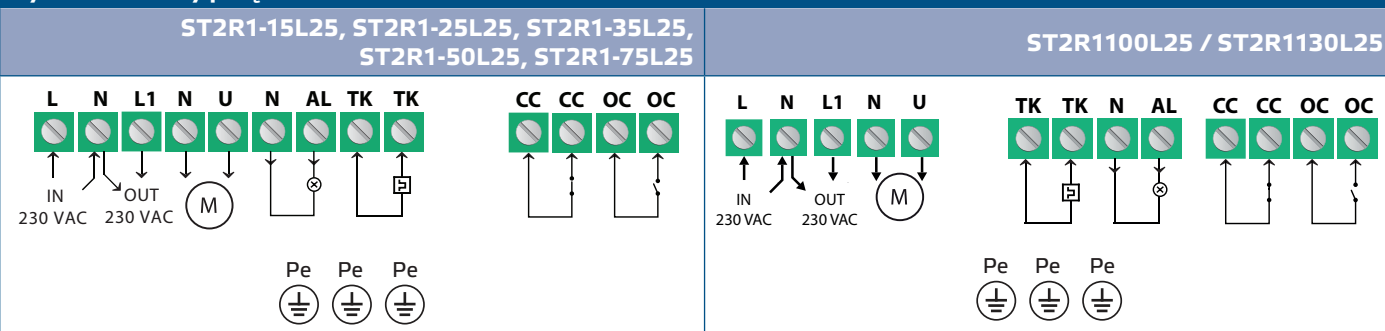 ST2R1-15L25, ST2R1-25L25, ST2R1-35L25,
ST2R1-50L25, ST2R1-75L25
L N L1 N U N AL TK TK CC CC OC OC
IN
230 VAC
OUT
230 VAC
M
Pe Pe Pe
ST2R1100L25 / ST2R1130L25
L N L1 N U TK TK N AL CC CC OC OC
IN
230 VAC
OUT
230 VAC
M
Pe Pe Pe